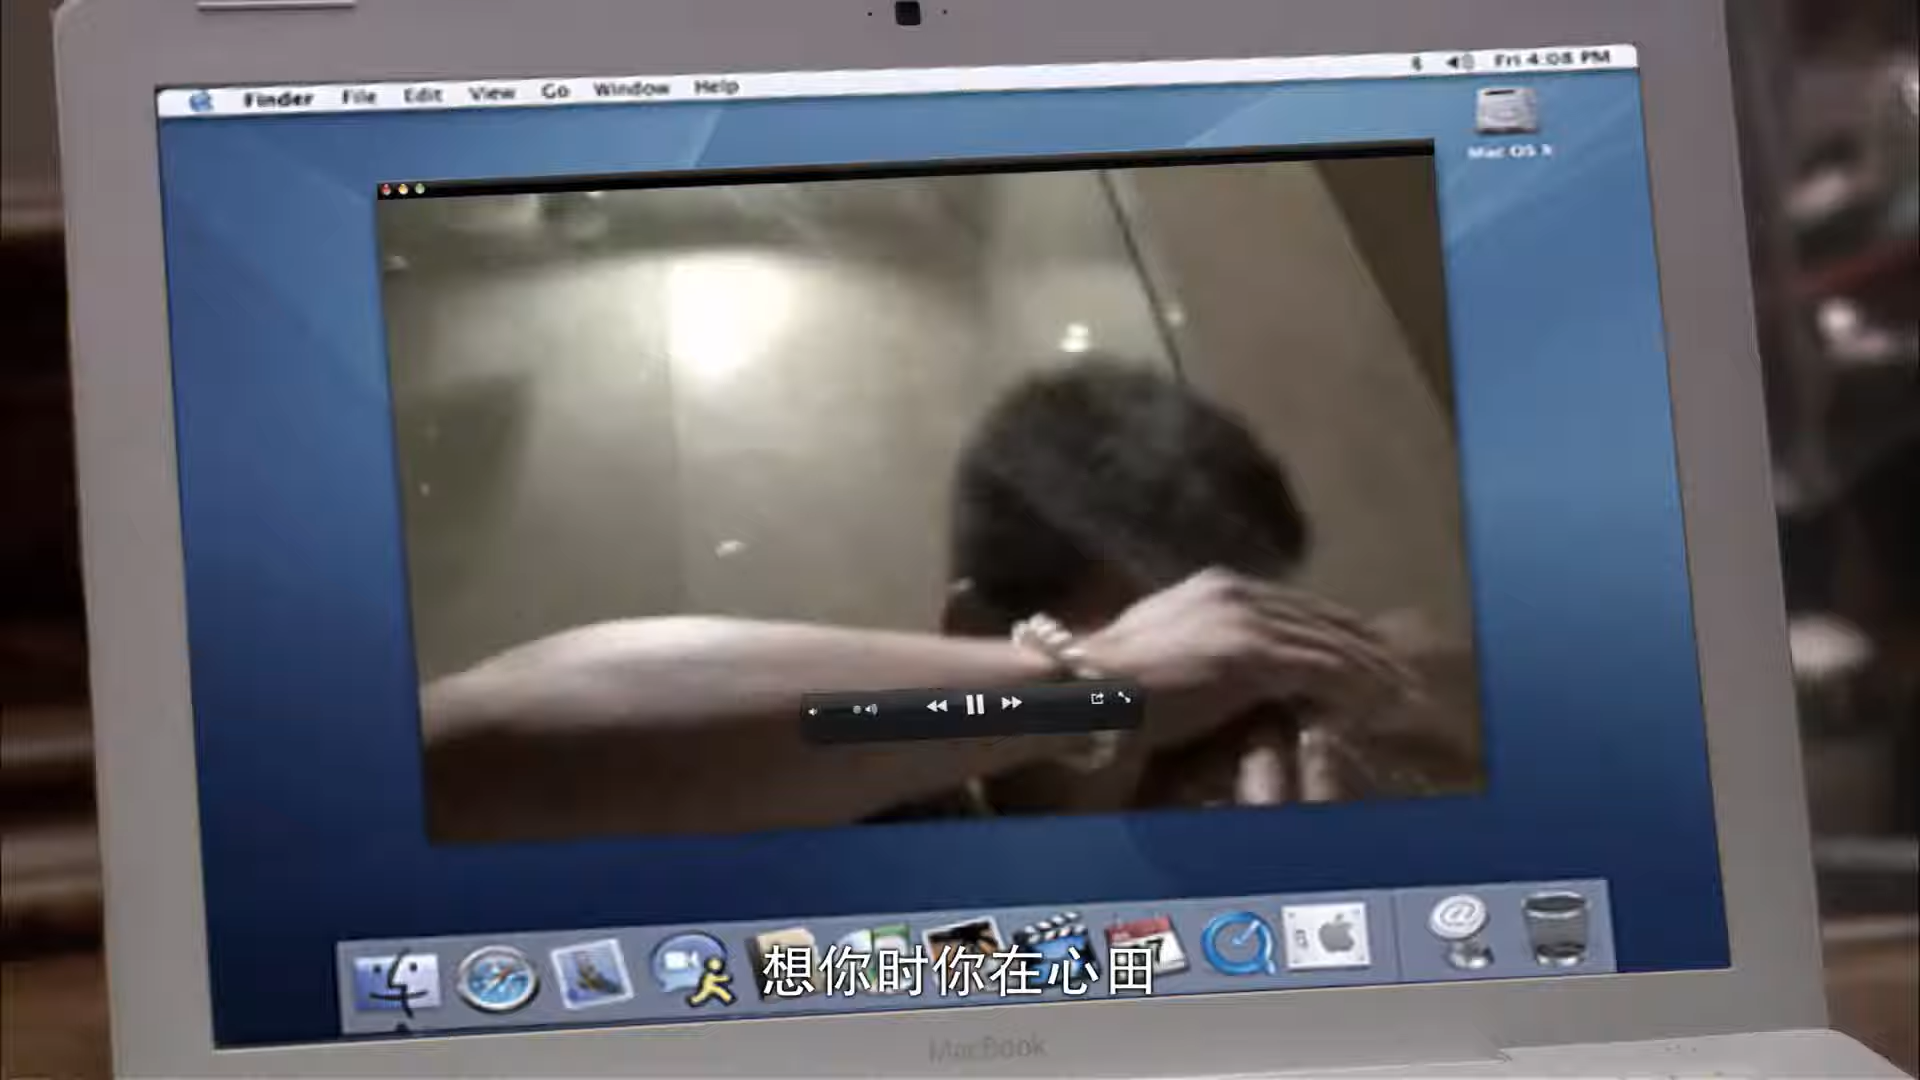 Finder File Edit View Go Window Help Fri 4:08 PM
Mac OS X
想你时你在心田
MacBook